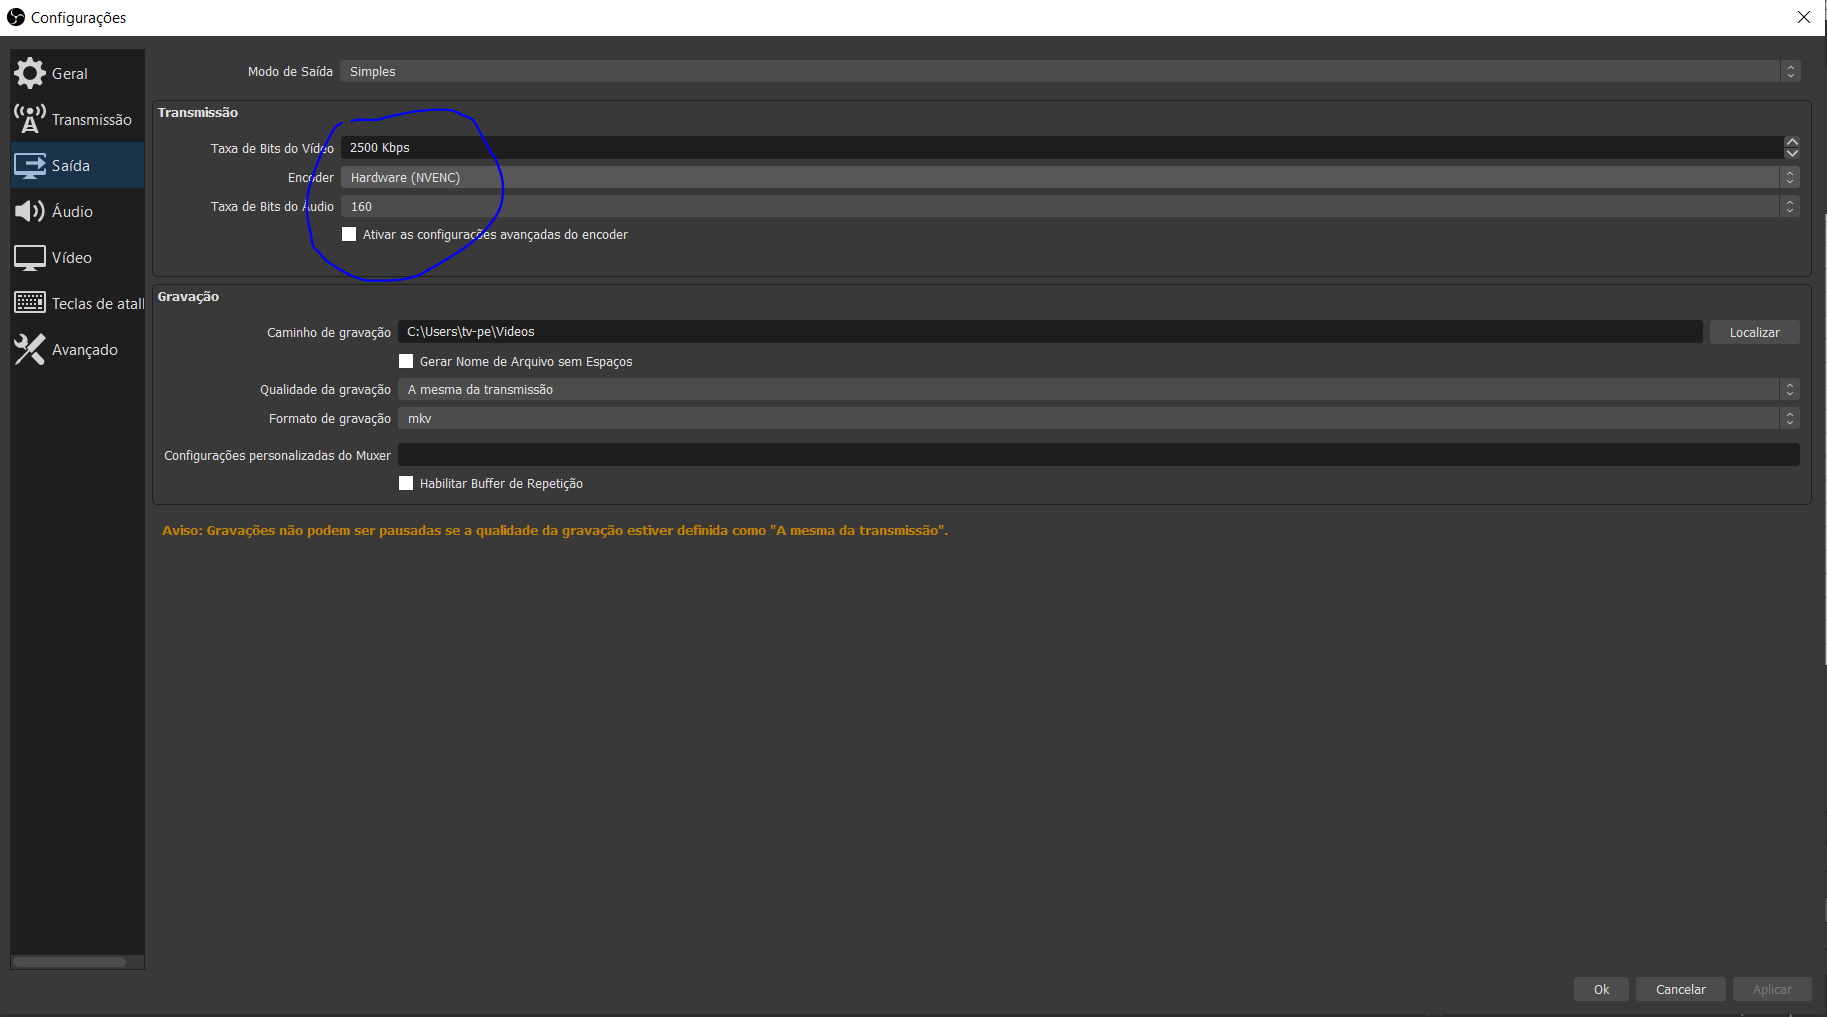 Configurações
Geral
Transmissão
Saída
Áudio
Vídeo
Teclas de atall
Avançado
Modo de Saída Simples
Transmissão
Taxa de Bits do Vídeo 2500 Kbps
Encoder Hardware (NVENC)
Taxa de Bits do Áudio 160
Ativar as configurações avançadas do encoder
Gravação
Caminho de gravação C:\Users\tv-pe\Videos Localizar
Gerar Nome de Arquivo sem Espaços
Qualidade da gravação A mesma da transmissão
Formato de gravação mkv
Configurações personalizadas do Muxer
Habilitar Buffer de Repetição
Aviso: Gravações não podem ser pausadas se a qualidade da gravação estiver definida como "A mesma da transmissão".
Ok Cancelar Aplicar